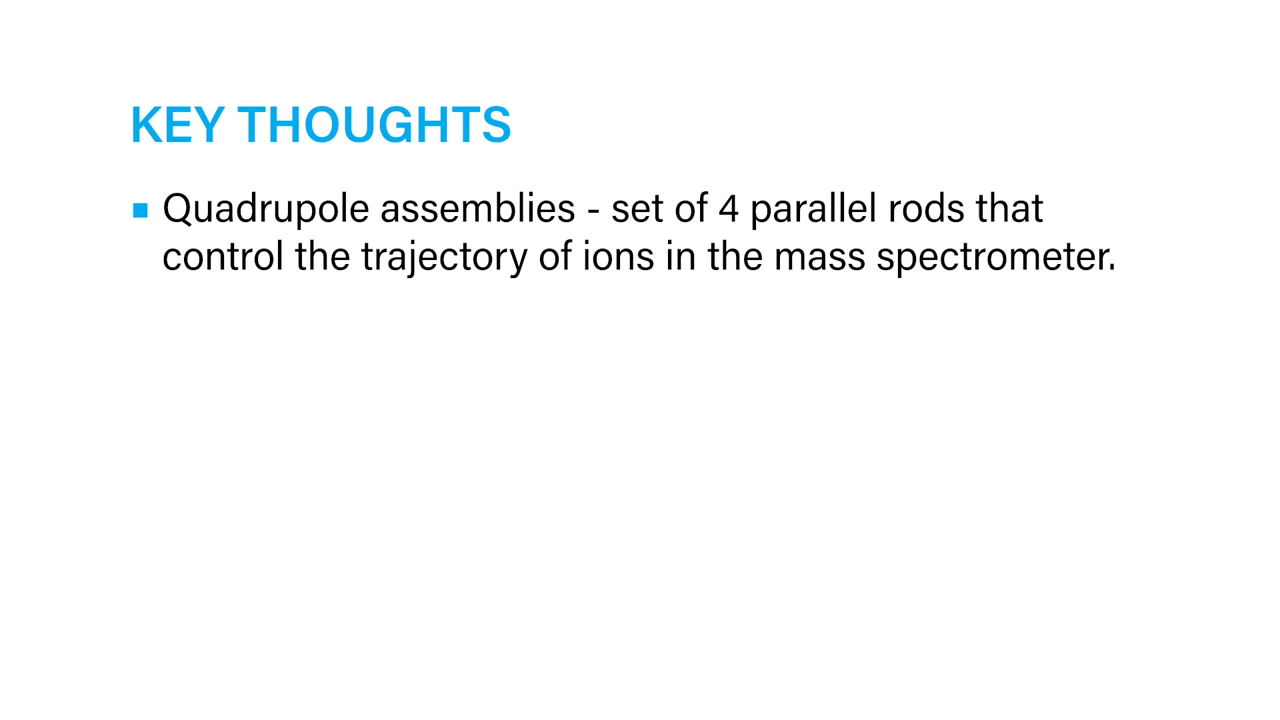 KEY THOUGHTS
Quadrupole assemblies - set of 4 parallel rods that
control the trajectory of ions in the mass spectrometer.